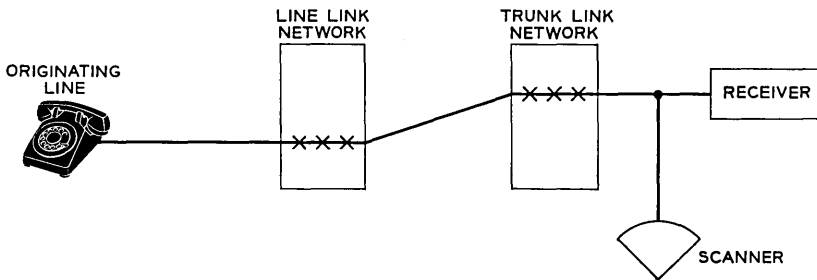 LINE LINK
NETWORK
TRUNK LINK
NETWORK
ORIGINATING
LINE
RECEIVER
SCANNER